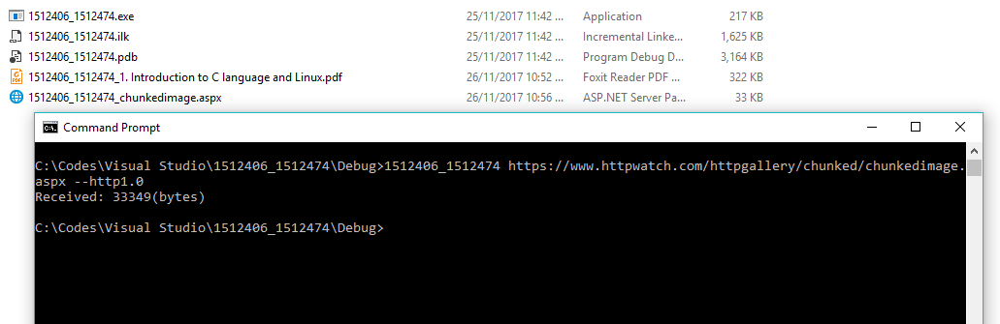 1512406_1512474.exe 25/11/2017 11:42 ... Application 217 KB
1512406_1512474.ilk 25/11/2017 11:42 ... Incremental Linke... 1,625 KB
1512406_1512474.pdb 25/11/2017 11:42 ... Program Debug D... 3,164 KB
1512406_1512474_1. Introduction to C language and Linux.pdf 26/11/2017 10:52 ... Foxit Reader PDF ... 322 KB
1512406_1512474_chunkedimage.aspx 26/11/2017 10:56 ... ASP.NET Server Pa... 33 KB
Command Prompt
C:\Codes\Visual Studio\1512406_1512474\Debug>1512406_1512474 https://www.httpwatch.com/httpgallery/chunked/chunkedimage.
aspx --http1.0
Received: 33349(bytes)
C:\Codes\Visual Studio\1512406_1512474\Debug>